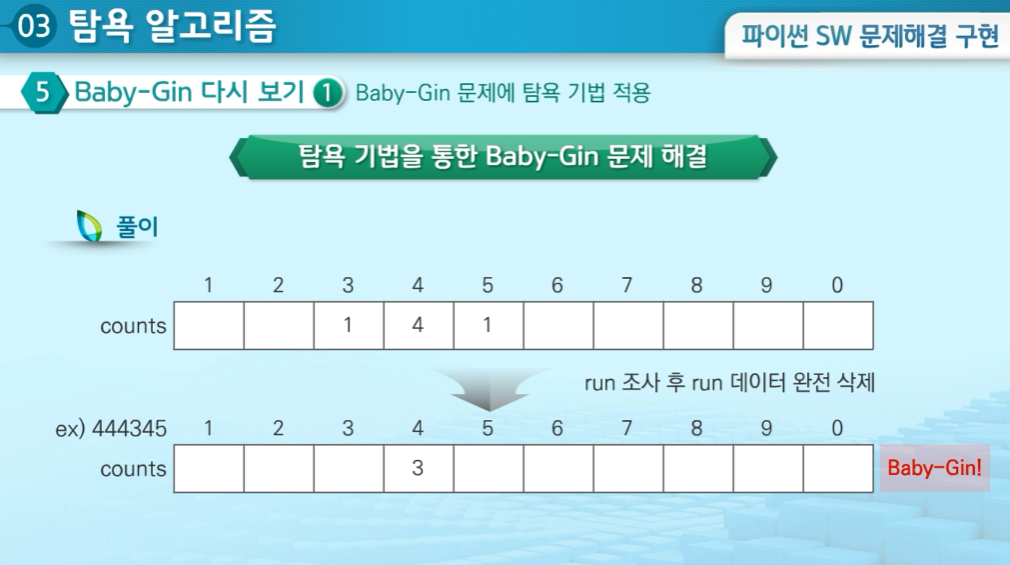 03 탐욕 알고리즘
파이썬 SW 문제해결 구현
5 Baby-Gin 다시 보기 1 Baby-Gin 문제에 탐욕 기법 적용
탐욕 기법을 통한 Baby-Gin 문제 해결
풀이
1 2 3 4 5 6 7 8 9 0
counts 1 4 1
run 조사 후 run 데이터 완전 삭제
ex) 444345 1 2 3 4 5 6 7 8 9 0
counts 3 Baby-Gin!